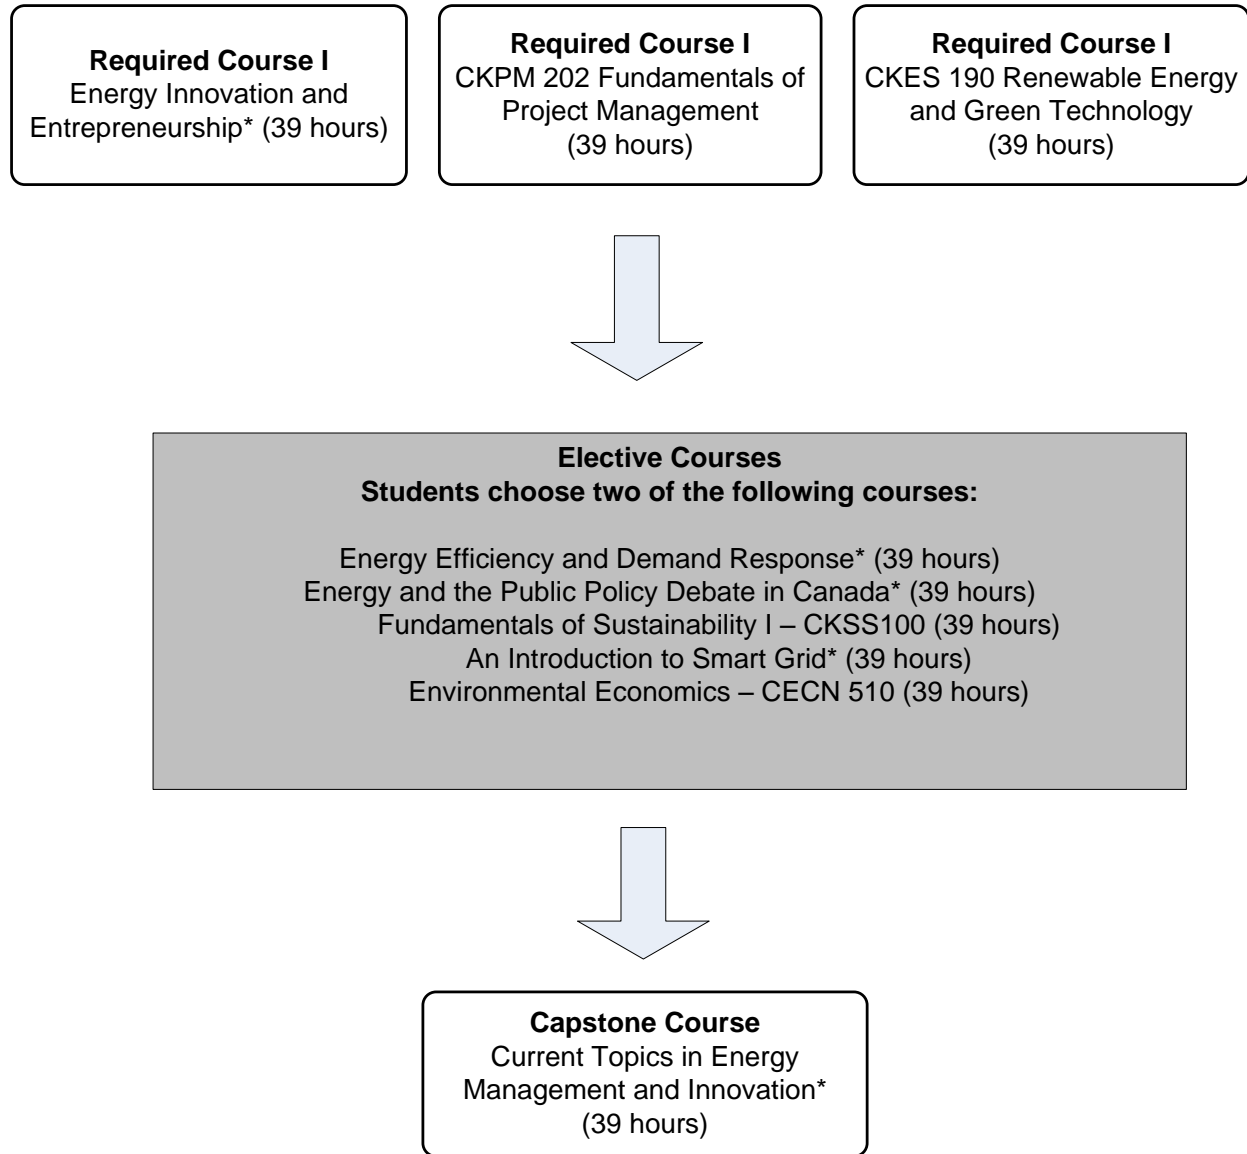 Required Course I
Energy Innovation and
Entrepreneurship* (39 hours)
Required Course I
CKPM 202 Fundamentals of
Project Management
(39 hours)
Required Course I
CKES 190 Renewable Energy
and Green Technology
(39 hours)
Elective Courses
Students choose two of the following courses:
Energy Efficiency and Demand Response* (39 hours)
Energy and the Public Policy Debate in Canada* (39 hours)
Fundamentals of Sustainability I – CKSS100 (39 hours)
An Introduction to Smart Grid* (39 hours)
Environmental Economics – CECN 510 (39 hours)
Capstone Course
Current Topics in Energy
Management and Innovation*
(39 hours)